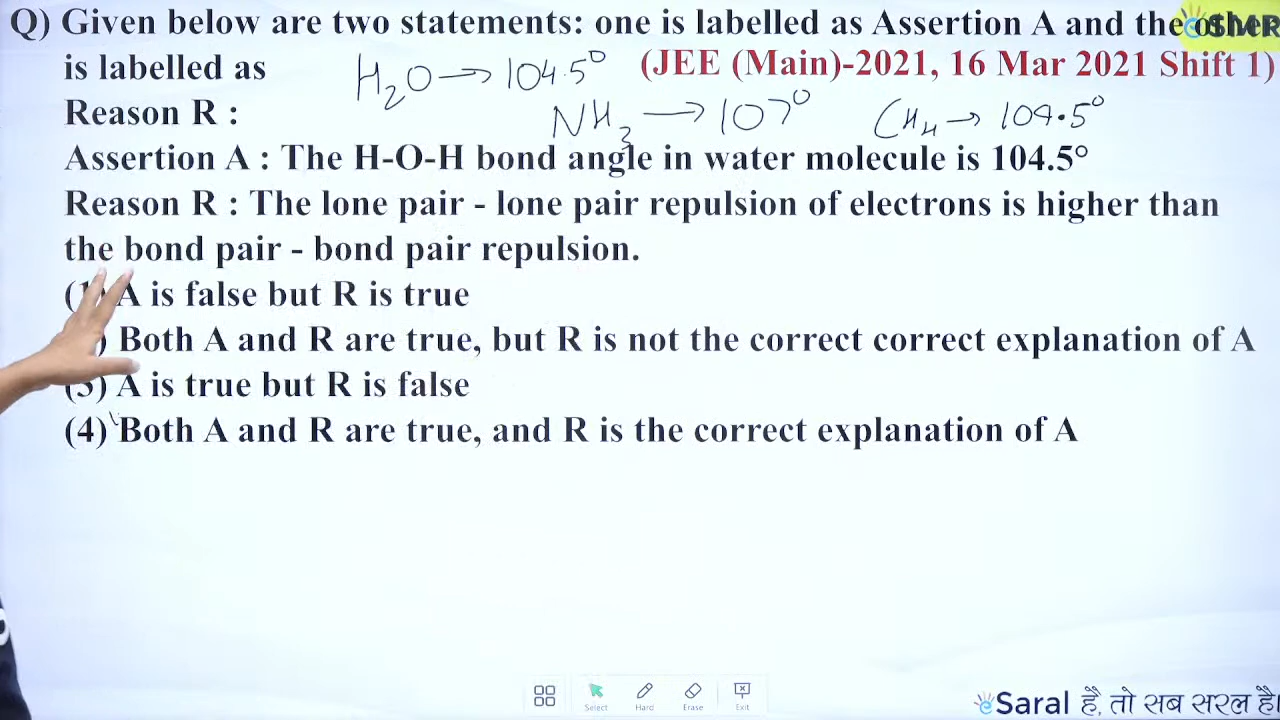 Q) Given below are two statements: one is labelled as Assertion A and the other
is labelled as
(JEE (Main)-2021, 16 Mar 2021 Shift 1)
H2O → 104.5°
Reason R :
NH3 → 107°
CH4 → 109.5°
Assertion A : The H-O-H bond angle in water molecule is 104.5°
Reason R : The lone pair - lone pair repulsion of electrons is higher than
the bond pair - bond pair repulsion.
A is false but R is true
Both A and R are true, but R is not the correct correct explanation of A
(3) A is true but R is false
(4) Both A and R are true, and R is the correct explanation of A
Select Hard Erase Exit
eSaral है, तो सब सरल है।